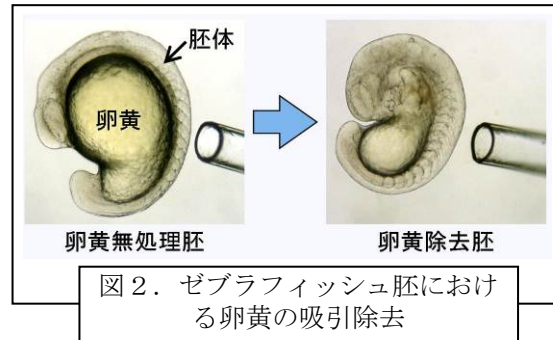 胚体
卵黄
卵黄無処理胚
卵黄除去胚
図２．ゼブラフィッシュ胚におけ
る卵黄の吸引除去